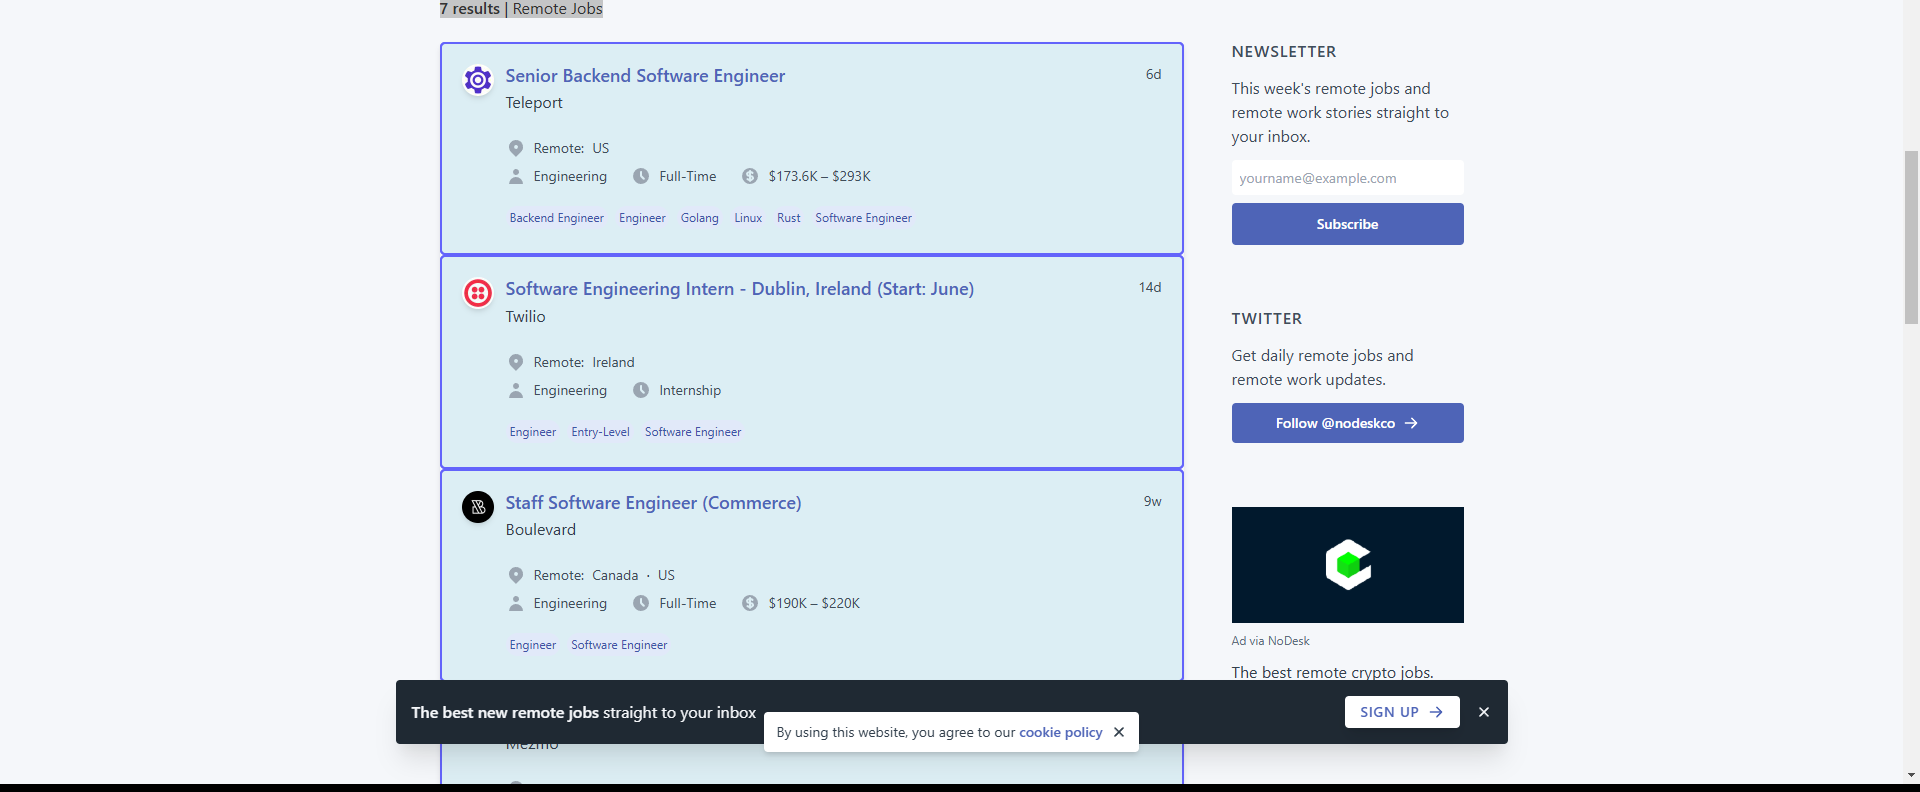 7 results | Remote Jobs
Senior Backend Software Engineer
6d
Teleport
Remote: US
Engineering Full-Time $173.6K – $293K
Backend Engineer Engineer Golang Linux Rust Software Engineer
Software Engineering Intern - Dublin, Ireland (Start: June)
14d
Twilio
Remote: Ireland
Engineering Internship
Engineer Entry-Level Software Engineer
Staff Software Engineer (Commerce)
9w
Boulevard
Remote: Canada · US
Engineering Full-Time $190K – $220K
Engineer Software Engineer
Mezmo
NEWSLETTER
This week's remote jobs and
remote work stories straight to
your inbox.
yourname@example.com
Subscribe
TWITTER
Get daily remote jobs and
remote work updates.
Follow @nodeskco →
Ad via NoDesk
The best remote crypto jobs.
The best new remote jobs straight to your inbox
SIGN UP →
By using this website, you agree to our cookie policy